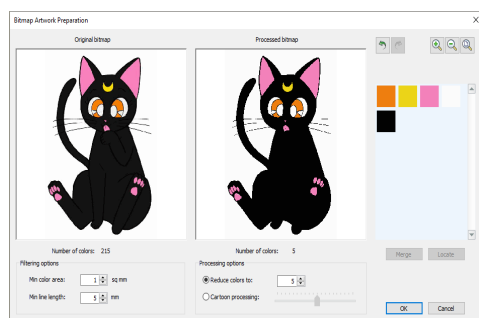 Bitmap Artwork Preparation
Original bitmap
Processed bitmap
Number of colors: 215
Number of colors: 5
Filtering options
Min color area: 1 sq mm
Min line length: 5 mm
Processing options
Reduce colors to: 5
Cartoon processing:
Merge
Locate
OK
Cancel